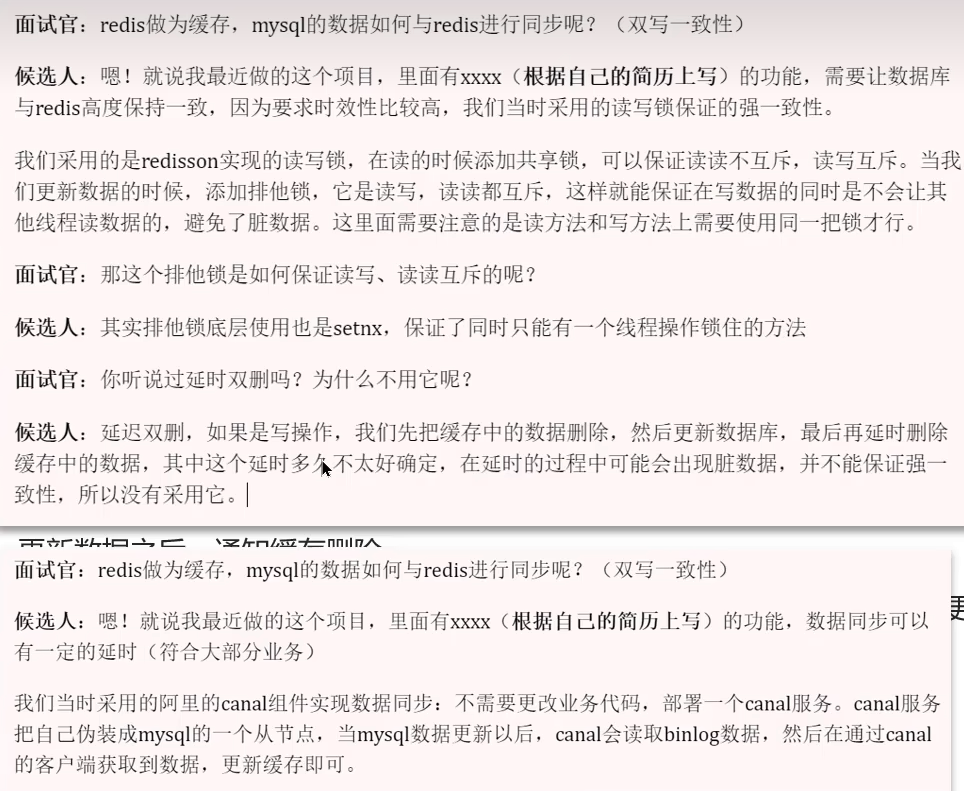 面试官：redis做为缓存，mysql的数据如何与redis进行同步呢？（双写一致性）
候选人：嗯！就说我最近做的这个项目，里面有xxxx（根据自己的简历上写）的功能，需要让数据库
与redis高度保持一致，因为要求时效性比较高，我们当时采用的读写锁保证的强一致性。
我们采用的是redisson实现的读写锁，在读的时候添加共享锁，可以保证读读不互斥，读写互斥。当我
们更新数据的时候，添加排他锁，它是读写，读读都互斥，这样就能保证在写数据的同时是不会让其
他线程读数据的，避免了脏数据。这里面需要注意的是读方法和写方法上需要使用同一把锁才行。
面试官：那这个排他锁是如何保证读写、读读互斥的呢？
候选人：其实排他锁底层使用也是setnx，保证了同时只能有一个线程操作锁住的方法
面试官：你听说过延时双删吗？为什么不用它呢？
候选人：延迟双删，如果是写操作，我们先把缓存中的数据删除，然后更新数据库，最后再延时删除
缓存中的数据，其中这个延时多久不太好确定，在延时的过程中可能会出现脏数据，并不能保证强一
致性，所以没有采用它。
更新数据之后，通知缓存删除
面试官：redis做为缓存，mysql的数据如何与redis进行同步呢？（双写一致性）
更
候选人：嗯！就说我最近做的这个项目，里面有xxxx（根据自己的简历上写）的功能，数据同步可以
有一定的延时（符合大部分业务）
我们当时采用的阿里的canal组件实现数据同步：不需要更改业务代码，部署一个canal服务。canal服务
把自己伪装成mysql的一个从节点，当mysql数据更新以后，canal会读取binlog数据，然后在通过canal
的客户端获取到数据，更新缓存即可。